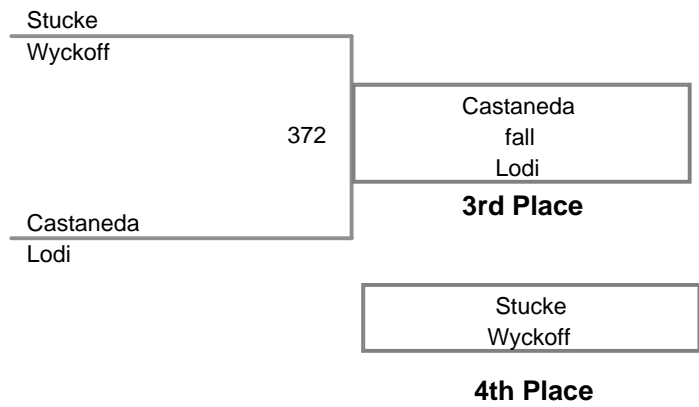 Stucke
Wyckoff
372
Castaneda
fall
Lodi
3rd Place
Castaneda
Lodi
Stucke
Wyckoff
4th Place